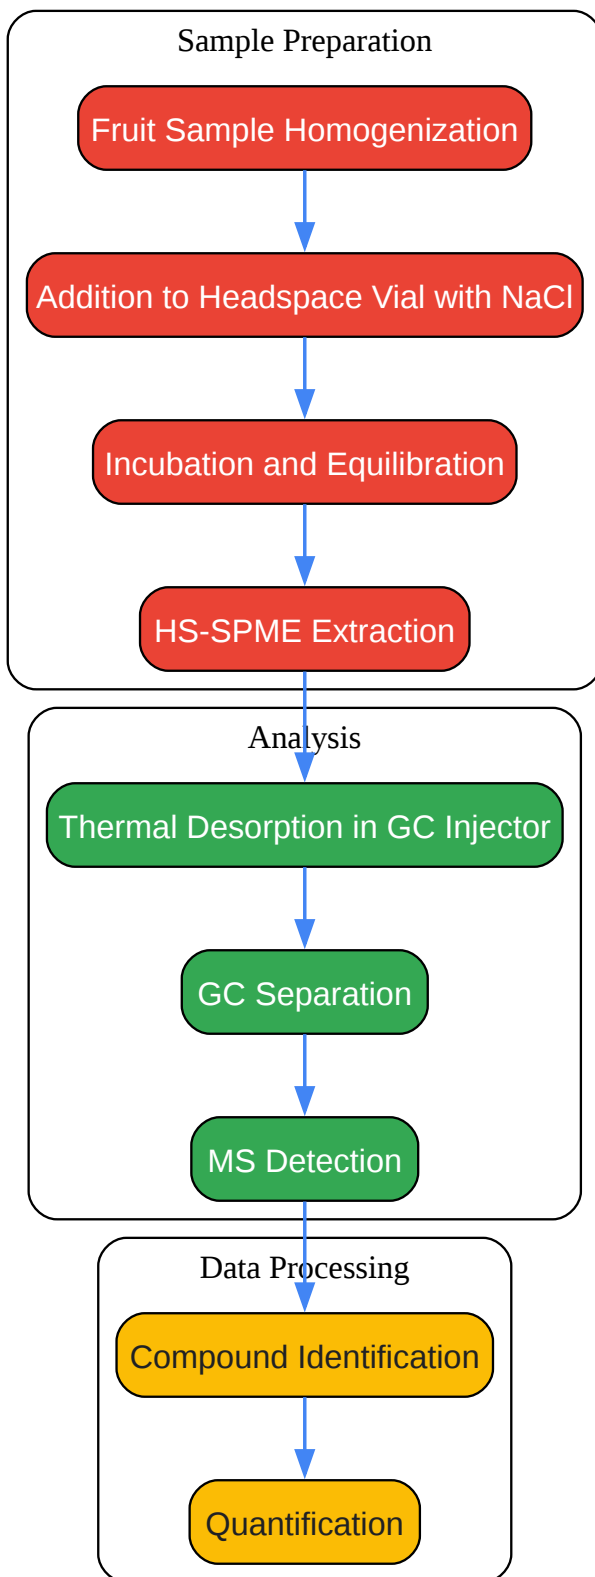 Sample Preparation
Fruit Sample Homogenization
Addition to Headspace Vial with NaCl
Incubation and Equilibration
HS-SPME Extraction
Analysis
Thermal Desorption in GC Injector
GC Separation
MS Detection
Data Processing
Compound Identification
Quantification